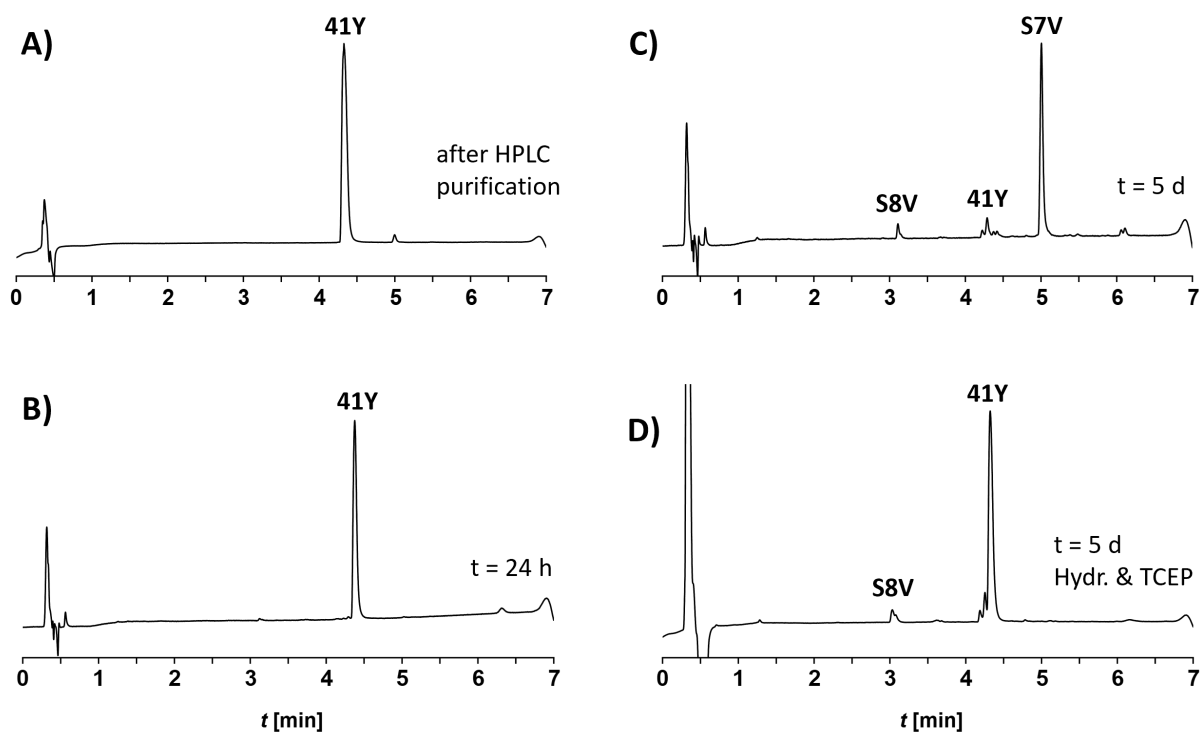 A)
41Y
after HPLC
purification
0 1 2 3 4 5 6 7
B)
41Y
t = 24 h
0 1 2 3 4 5 6 7
t [min]
C)
S7V
S8V
41Y
t = 5 d
0 1 2 3 4 5 6 7
D)
41Y
t = 5 d
Hydr. & TCEP
S8V
0 1 2 3 4 5 6 7
t [min]